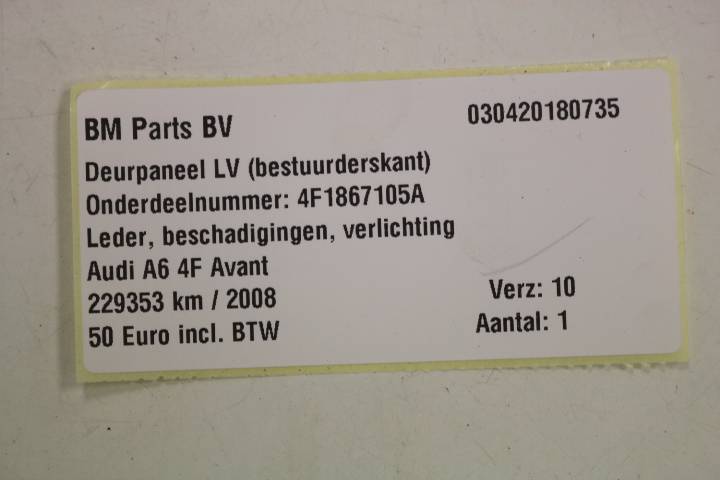 BM Parts BV 030420180735
Deurpaneel LV (bestuurderskant)
Onderdeelnummer: 4F1867105A
Leder, beschadigingen, verlichting
Audi A6 4F Avant
229353 km / 2008 Verz: 10
50 Euro incl. BTW Aantal: 1